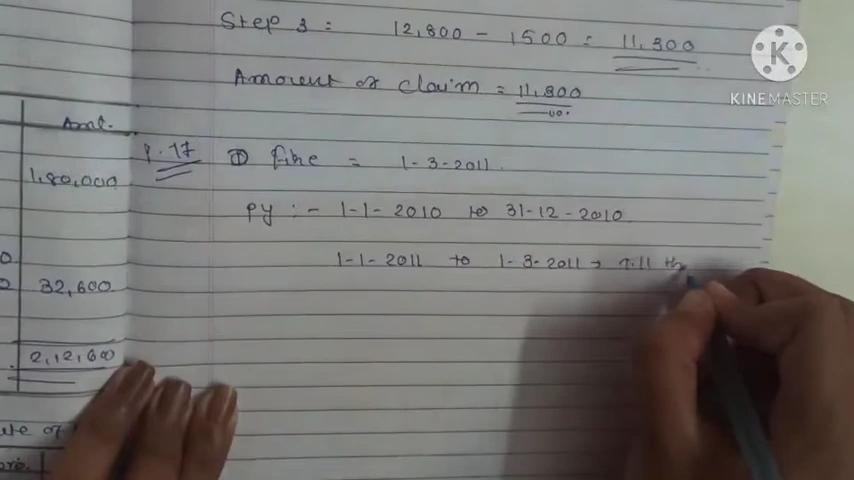 Step 3 = 12,800 - 1500 = 11,300
Amount of claim = 11,300
Amt.
P. 17 ① fire = 1-3-2011.
1,80,000
PY :- 1-1-2010 to 31-12-2010
1-1-2011 to 1-3-2011 → Till th
32,600
2,12,600
KINEMASTER